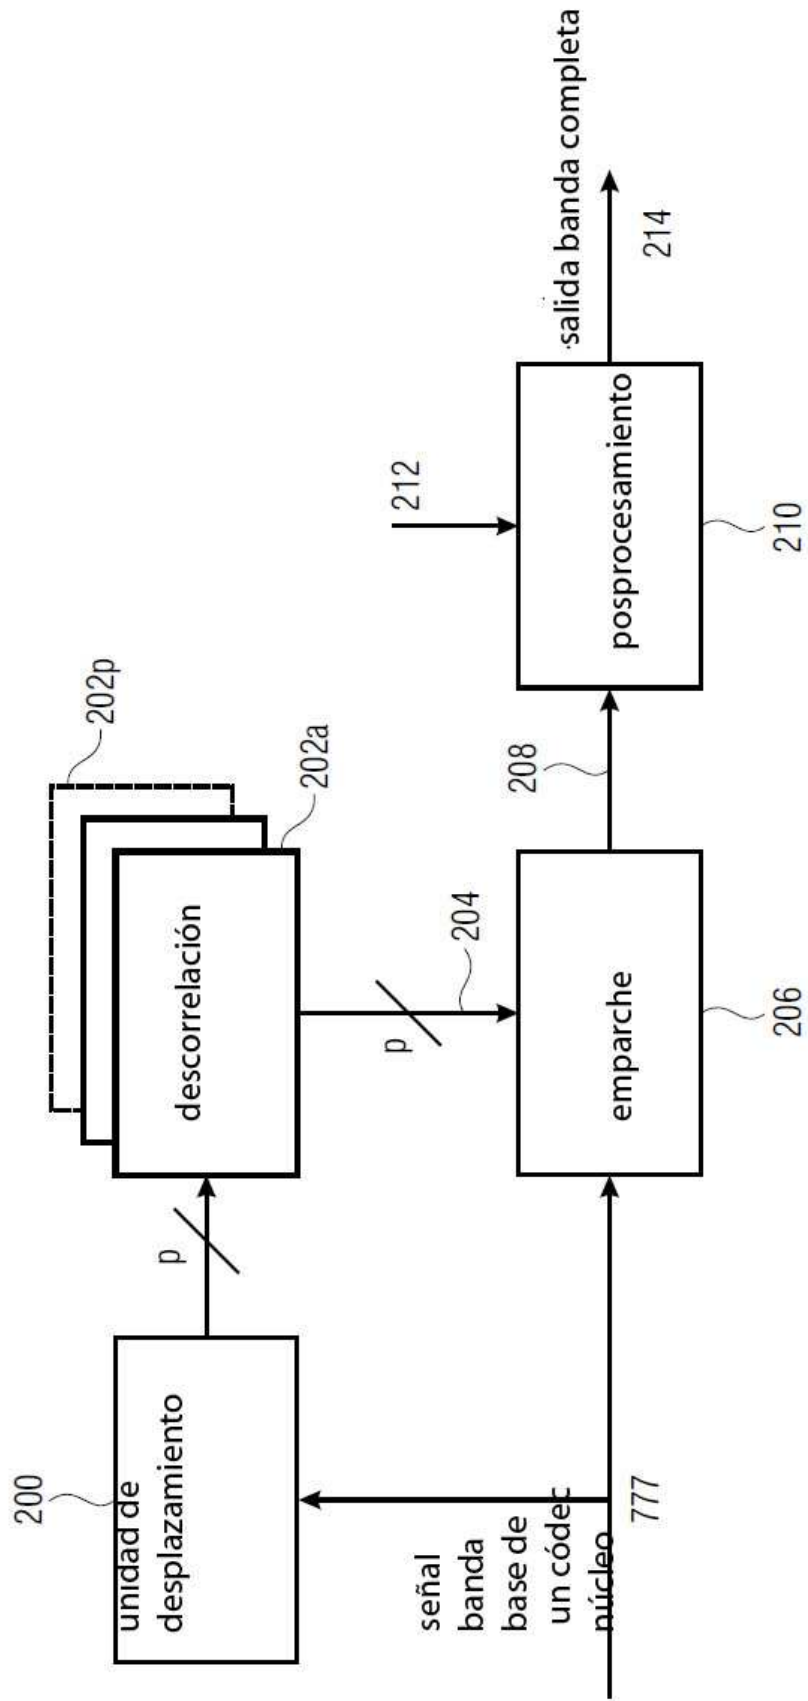 200
unidad de
desplazamiento
p
descorrelación
202p
202a
p
204
señal
banda
base de
un códec
núcleo
777
emparche
206
208
212
posprocesamiento
210
salida banda completa
214